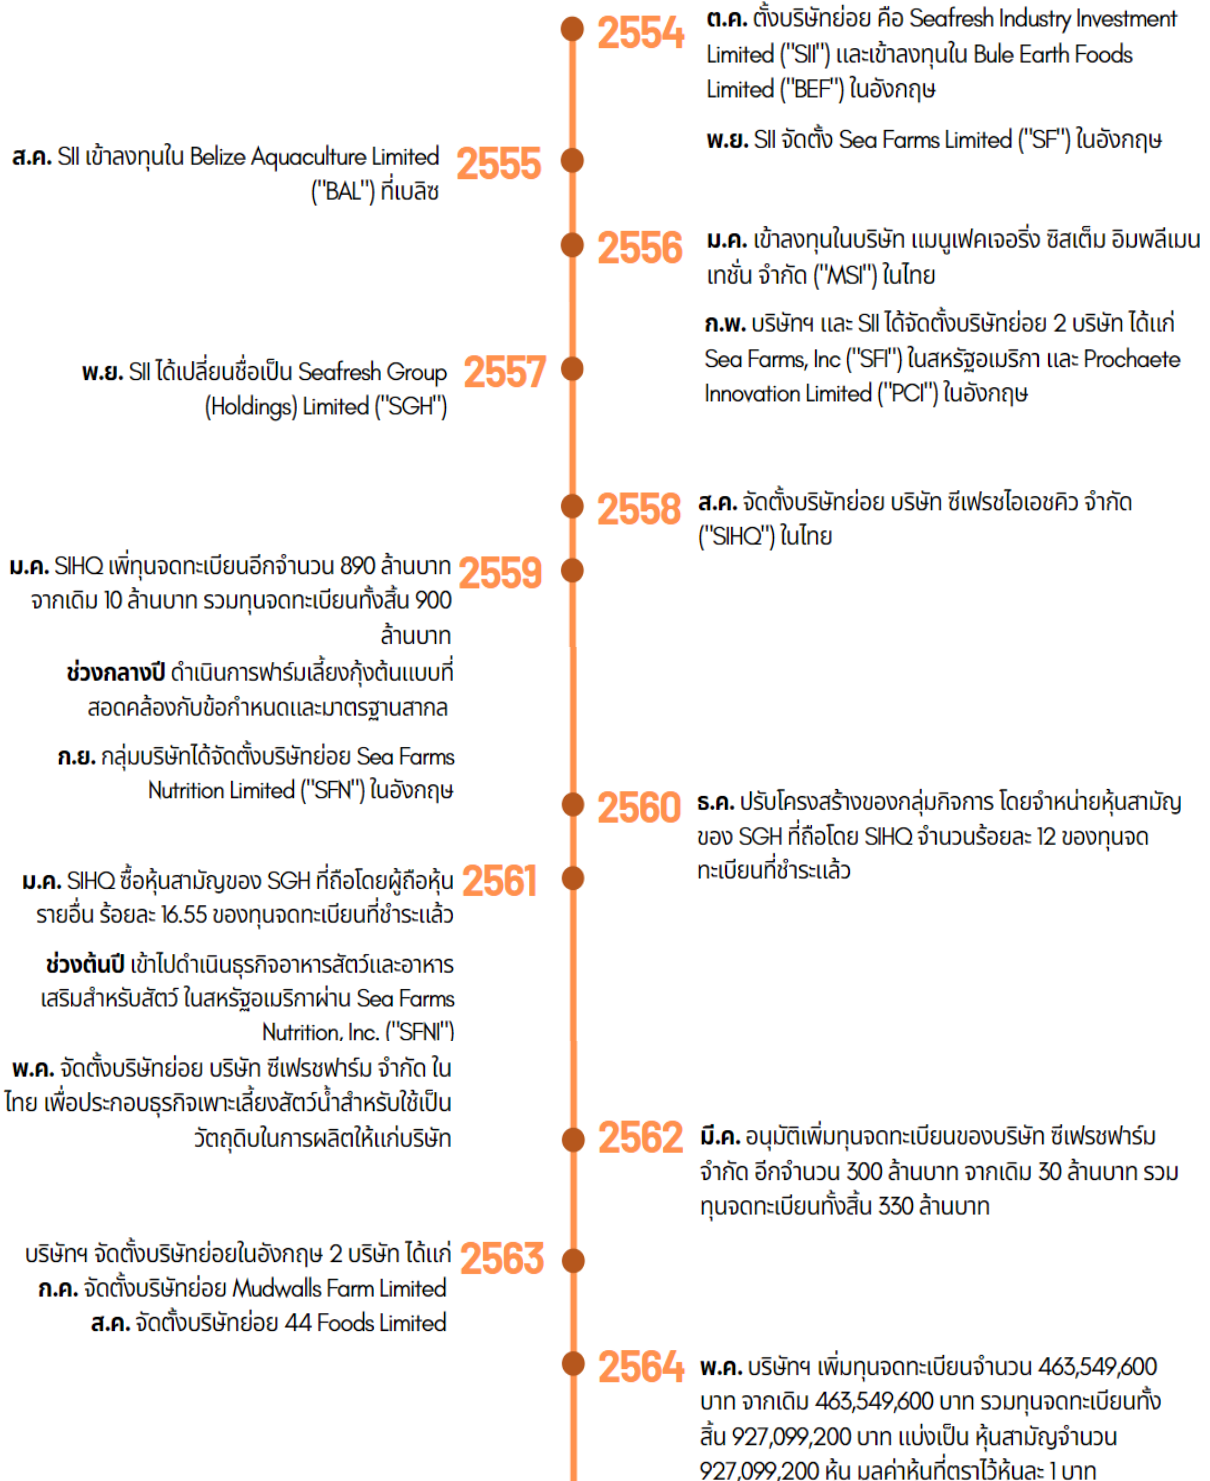 2554
ต.ค. ตั้งบริษัทย่อย คือ Seafresh Industry Investment
Limited ("SII") และเข้าลงทุนใน Bule Earth Foods
Limited ("BEF") ในอังกฤษ
พ.ย. SII จัดตั้ง Sea Farms Limited ("SF") ในอังกฤษ
2555
ส.ค. SII เข้าลงทุนใน Belize Aquaculture Limited
("BAL") ที่เบลิซ
2556
ม.ค. เข้าลงทุนในบริษัท แมนูเฟคเจอริ่ง ซิสเต็ม อิมพลีเมน
เทชั่น จำกัด ("MSI") ในไทย
ก.พ. บริษัทฯ และ SII ได้จัดตั้งบริษัทย่อย 2 บริษัท ได้แก่
Sea Farms, Inc ("SFI") ในสหรัฐอเมริกา และ Prochaete
Innovation Limited ("PCI") ในอังกฤษ
2557
พ.ย. SII ได้เปลี่ยนชื่อเป็น Seafresh Group
(Holdings) Limited ("SGH")
2558
ส.ค. จัดตั้งบริษัทย่อย บริษัท ซีเฟรชไอเอชคิว จำกัด
("SIHQ") ในไทย
2559
ม.ค. SIHQ เพิ่ทุนจดทะเบียนอีกจำนวน 890 ล้านบาท
จากเดิม 10 ล้านบาท รวมทุนจดทะเบียนทั้งสิ้น 900
ล้านบาท
ช่วงกลางปี ดำเนินการฟาร์มเลี้ยงกุ้งต้นแบบที่
สอดคล้องกับข้อกำหนดและมาตรฐานสากล
ก.ย. กลุ่มบริษัทได้จัดตั้งบริษัทย่อย Sea Farms
Nutrition Limited ("SFN") ในอังกฤษ
2560
ธ.ค. ปรับโครงสร้างของกลุ่มกิจการ โดยจำหน่ายหุ้นสามัญ
ของ SGH ที่ถือโดย SIHQ จำนวนร้อยละ 12 ของทุนจด
ทะเบียนที่ชำระแล้ว
2561
ม.ค. SIHQ ซื้อหุ้นสามัญของ SGH ที่ถือโดยผู้ถือหุ้น
รายอื่น ร้อยละ 16.55 ของทุนจดทะเบียนที่ชำระแล้ว
ช่วงต้นปี เข้าไปดำเนินธุรกิจอาหารสัตว์และอาหาร
เสริมสำหรับสัตว์ ในสหรัฐอเมริกาผ่าน Sea Farms
Nutrition, Inc. ("SFNI")
พ.ค. จัดตั้งบริษัทย่อย บริษัท ซีเฟรชฟาร์ม จำกัด ใน
ไทย เพื่อประกอบธุรกิจเพาะเลี้ยงสัตว์น้ำสำหรับใช้เป็น
วัตถุดิบในการผลิตให้แก่บริษัท
2562
มี.ค. อนุมัติเพิ่มทุนจดทะเบียนของบริษัท ซีเฟรชฟาร์ม
จำกัด อีกจำนวน 300 ล้านบาท จากเดิม 30 ล้านบาท รวม
ทุนจดทะเบียนทั้งสิ้น 330 ล้านบาท
2563
บริษัทฯ จัดตั้งบริษัทย่อยในอังกฤษ 2 บริษัท ได้แก่
ก.ค. จัดตั้งบริษัทย่อย Mudwalls Farm Limited
ส.ค. จัดตั้งบริษัทย่อย 44 Foods Limited
2564
พ.ค. บริษัทฯ เพิ่มทุนจดทะเบียนจำนวน 463,549,600
บาท จากเดิม 463,549,600 บาท รวมทุนจดทะเบียนทั้ง
สิ้น 927,099,200 บาท แบ่งเป็น หุ้นสามัญจำนวน
927,099,200 หุ้น มูลค่าหุ้นที่ตราไว้หุ้นละ 1 บาท